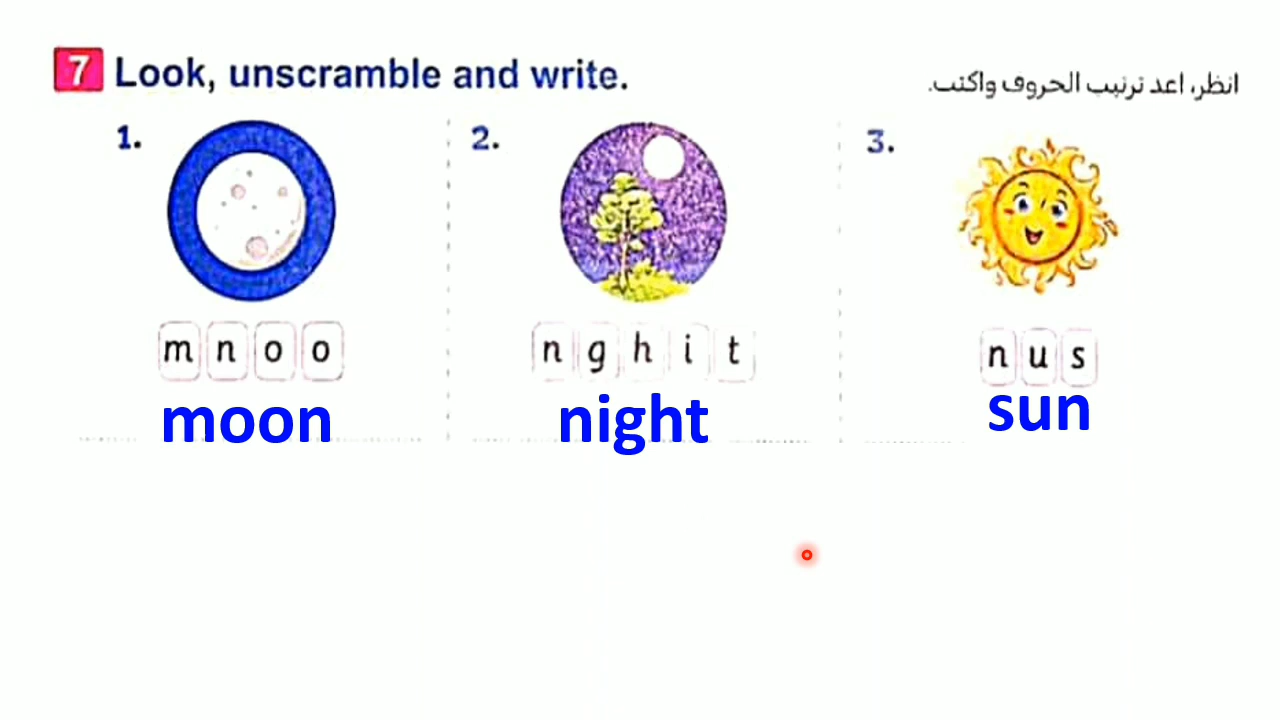 7 Look, unscramble and write.
انظر، اعد ترتيب الحروف واكتب.
1.
m n o o
moon
2.
n g h i t
night
3.
n u s
sun